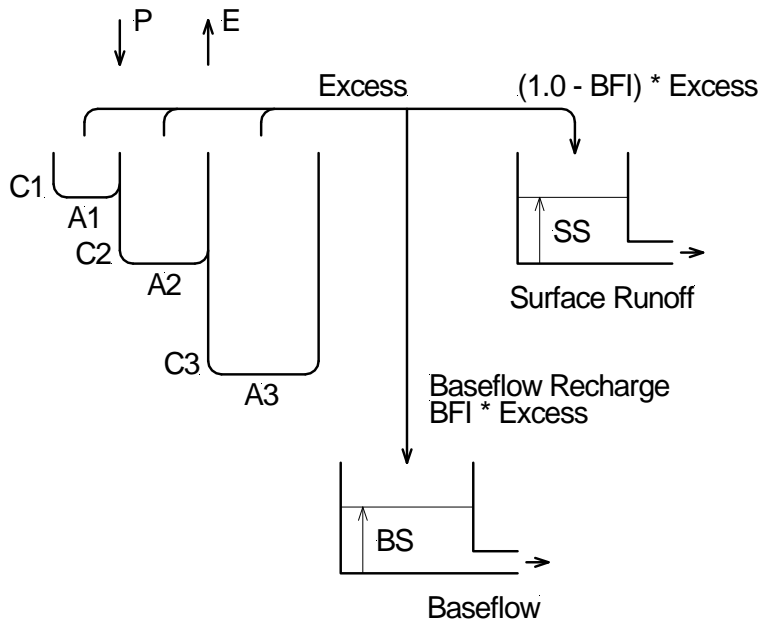 P
E
Excess
(1.0 - BFI) * Excess
C1
A1
C2
A2
C3
A3
SS
Surface Runoff
Baseflow Recharge
BFI * Excess
BS
Baseflow